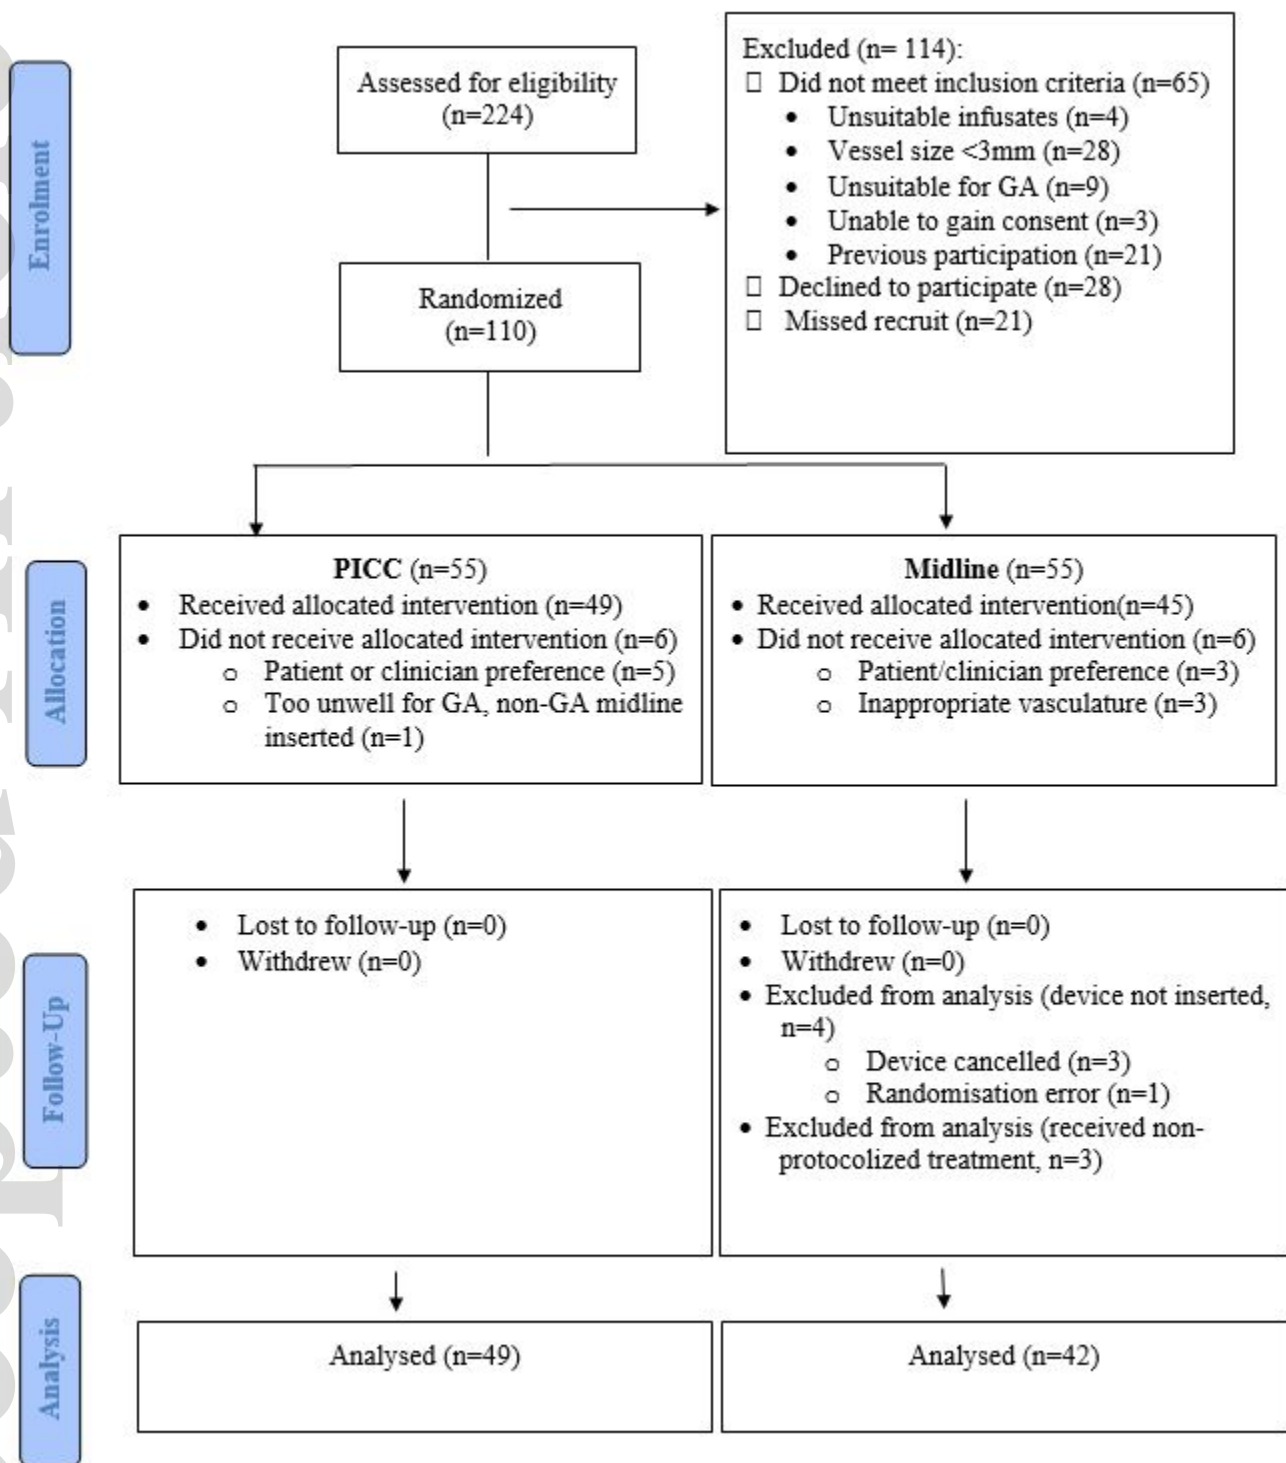 Enrolment
Assessed for eligibility
(n=224)
Excluded (n= 114):
Did not meet inclusion criteria (n=65)
• Unsuitable infusates (n=4)
• Vessel size <3mm (n=28)
• Unsuitable for GA (n=9)
• Unable to gain consent (n=3)
• Previous participation (n=21)
Declined to participate (n=28)
Missed recruit (n=21)
Randomized
(n=110)
Allocation
PICC (n=55)
• Received allocated intervention (n=49)
• Did not receive allocated intervention (n=6)
o Patient or clinician preference (n=5)
o Too unwell for GA, non-GA midline
inserted (n=1)
Midline (n=55)
• Received allocated intervention(n=45)
• Did not receive allocated intervention (n=6)
o Patient/clinician preference (n=3)
o Inappropriate vasculature (n=3)
Follow-Up
• Lost to follow-up (n=0)
• Withdrew (n=0)
• Lost to follow-up (n=0)
• Withdrew (n=0)
• Excluded from analysis (device not inserted,
n=4)
o Device cancelled (n=3)
o Randomisation error (n=1)
• Excluded from analysis (received non-
protocolized treatment, n=3)
Analysis
Analysed (n=49)
Analysed (n=42)